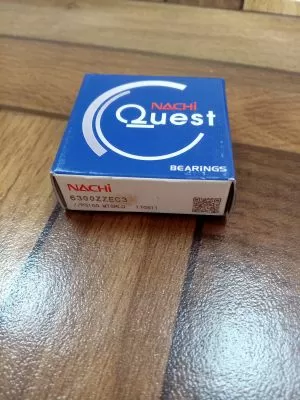 NACHi
Quest
BEARINGS
NACHi
6300ZZEC3